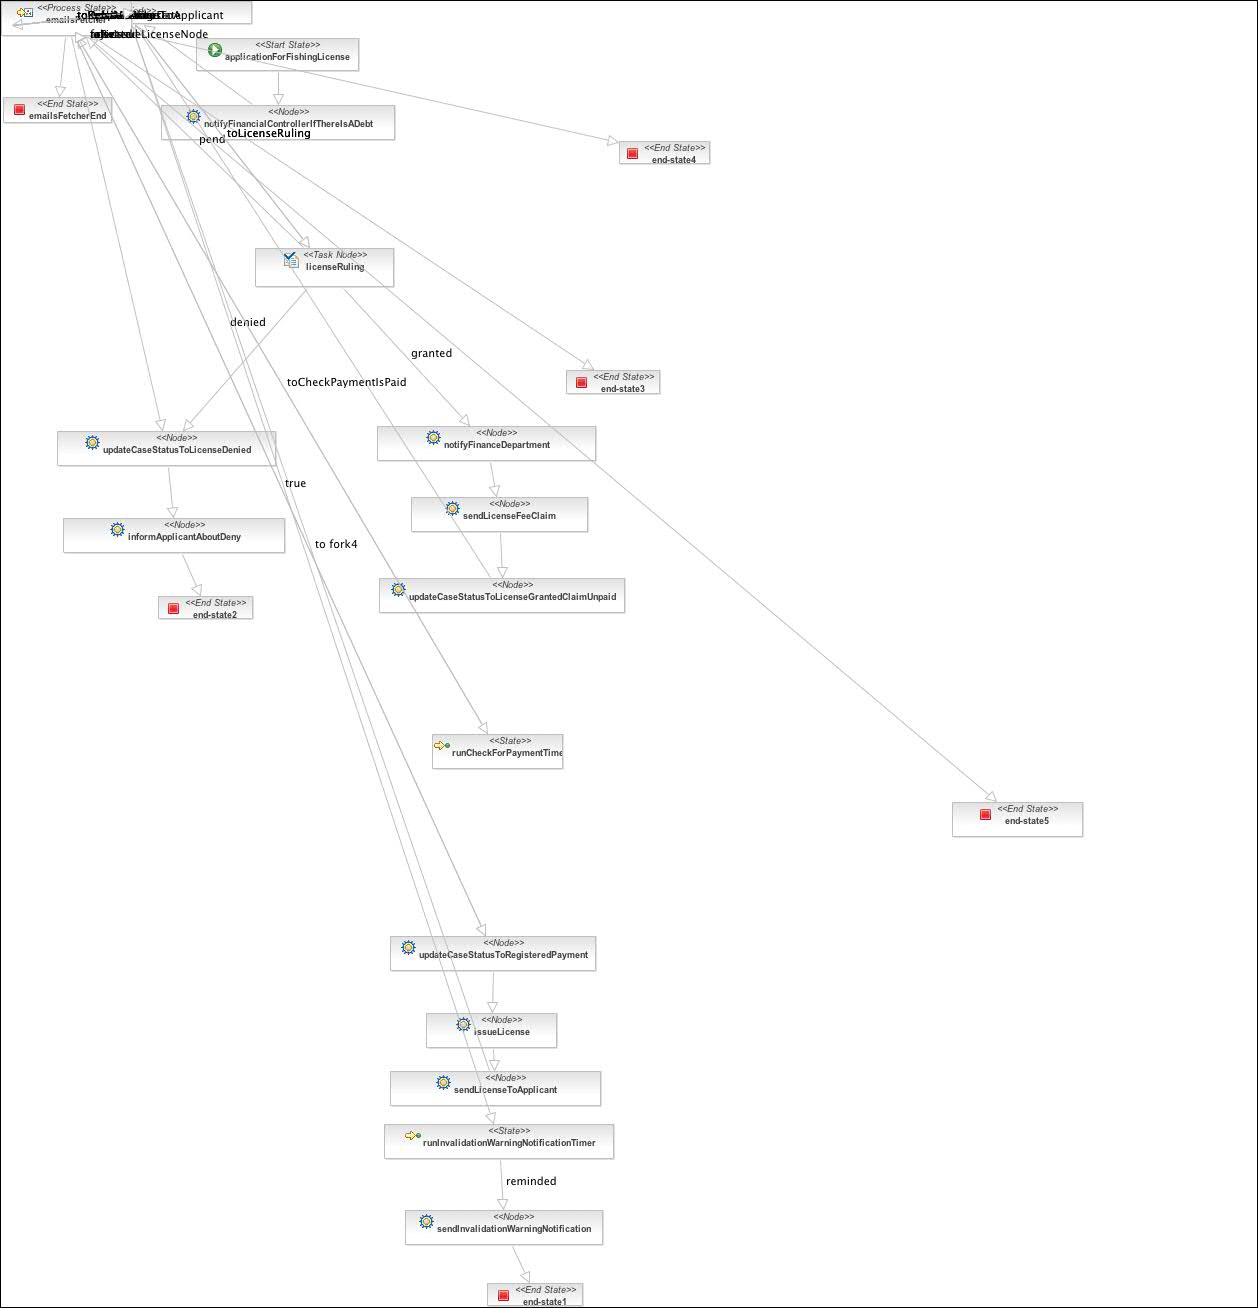 <<Process State>>
emailsFetcher
Applicant
LicenseNode
<<Start State>>
applicationForFishingLicense
<<End State>>
emailsFetcherEnd
<<Node>>
notifyFinancialControllerIfThereIsADebt
toLicenseRuling
pend
<<End State>>
end-state4
<<Task Node>>
licenseRuling
denied
granted
<<End State>>
end-state3
toCheckPaymentIsPaid
<<Node>>
updateCaseStatusToLicenseDenied
<<Node>>
notifyFinanceDepartment
true
<<Node>>
sendLicenseFeeClaim
<<Node>>
informApplicantAboutDeny
to fork4
<<Node>>
updateCaseStatusToLicenseGrantedClaimUnpaid
<<End State>>
end-state2
<<State>>
runCheckForPaymentTime
<<End State>>
end-state5
<<Node>>
updateCaseStatusToRegisteredPayment
<<Node>>
issueLicense
<<Node>>
sendLicenseToApplicant
<<State>>
runInvalidationWarningNotificationTimer
reminded
<<Node>>
sendInvalidationWarningNotification
<<End State>>
end-state1